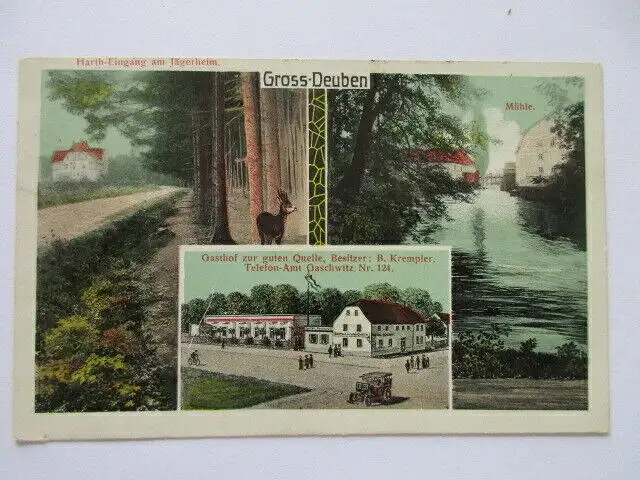 Harth-Eingang am Jägerheim.
Gross-Deuben
Mühle.
Gasthof zur guten Quelle, Besitzer: B. Krempler.
Telefon-Amt Gaschwitz Nr. 124.